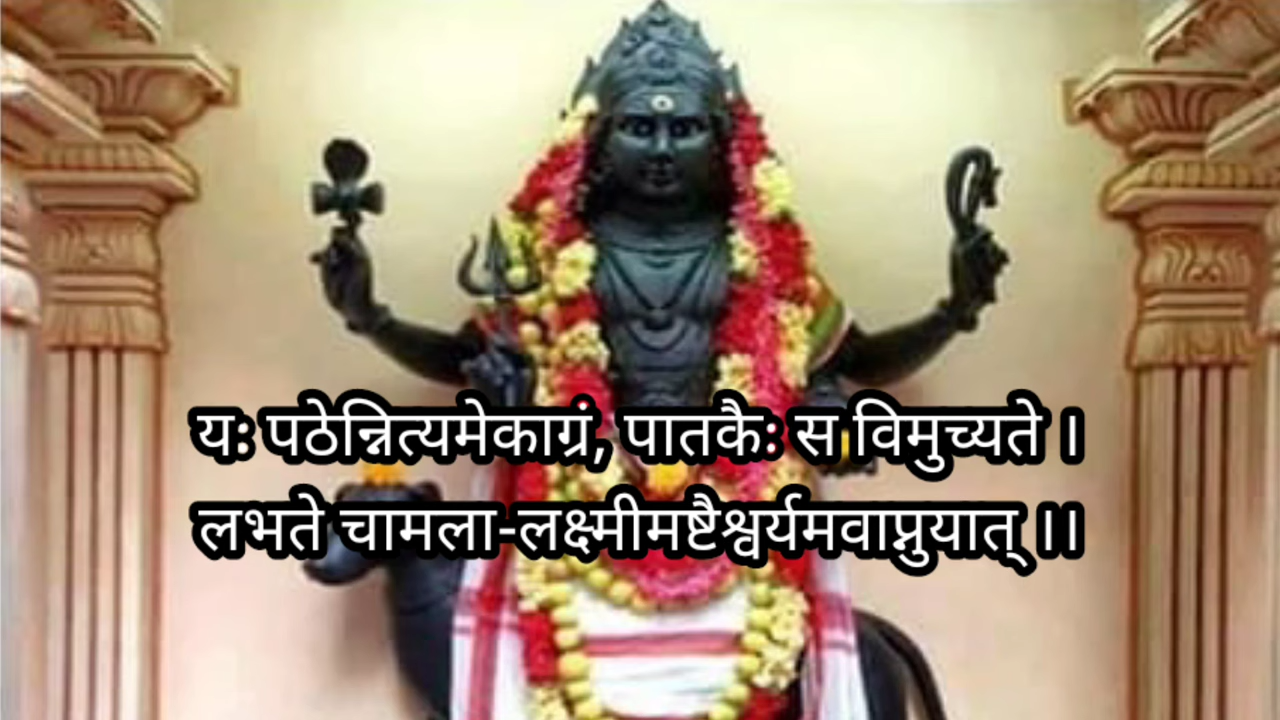 यः पठेन्नित्यमेकाग्रं, पातकैः स विमुच्यते ।
लभते चामला-लक्ष्मीमष्टैश्वर्यमवाप्नुयात् ।।